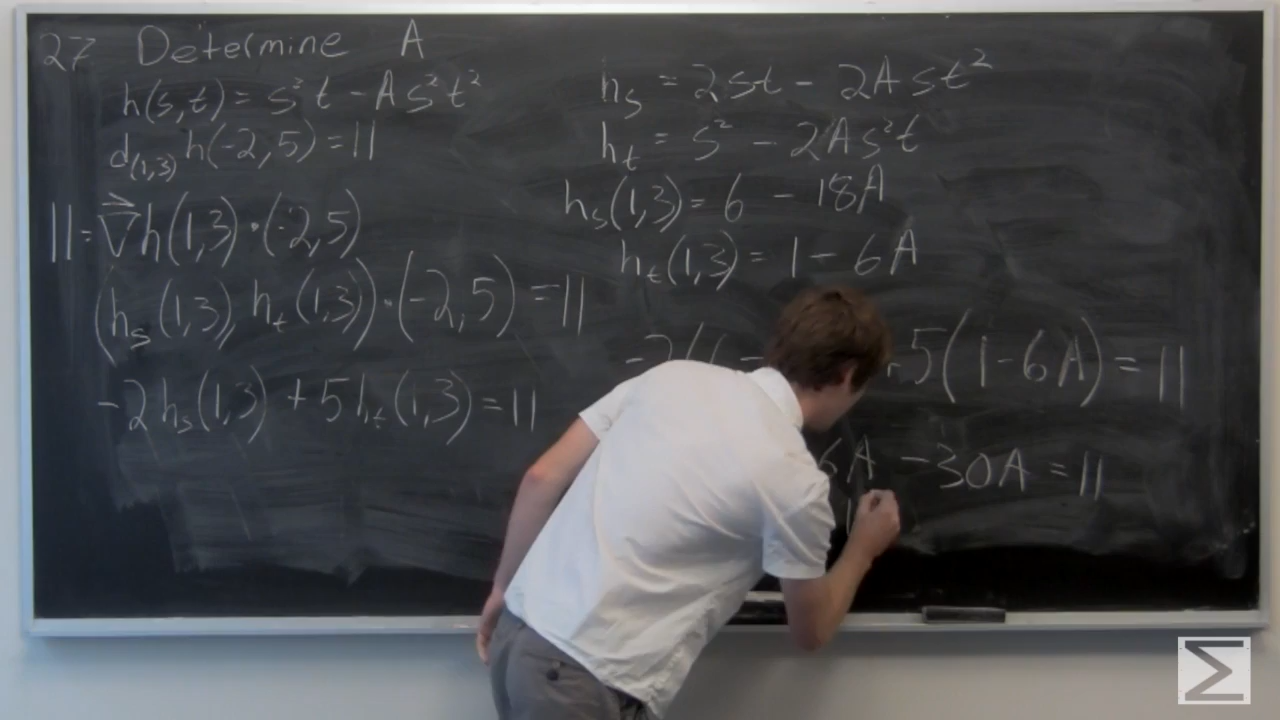 27 Determine A
h(s,t) = s²t - As²t²
d₍₁,₃₎ h(-2,5) = 11
11 = ∇⃗h(1,3)·(-2,5)
(hₛ(1,3), hₜ(1,3))·(-2,5) = 11
-2hₛ(1,3) + 5hₜ(1,3) = 11
hₛ = 2st - 2Ast²
hₜ = s² - 2As²t
hₛ(1,3) = 6 - 18A
hₜ(1,3) = 1 - 6A
-2(6 - 5(1-6A) = 11
6A - 30A = 11
Σ